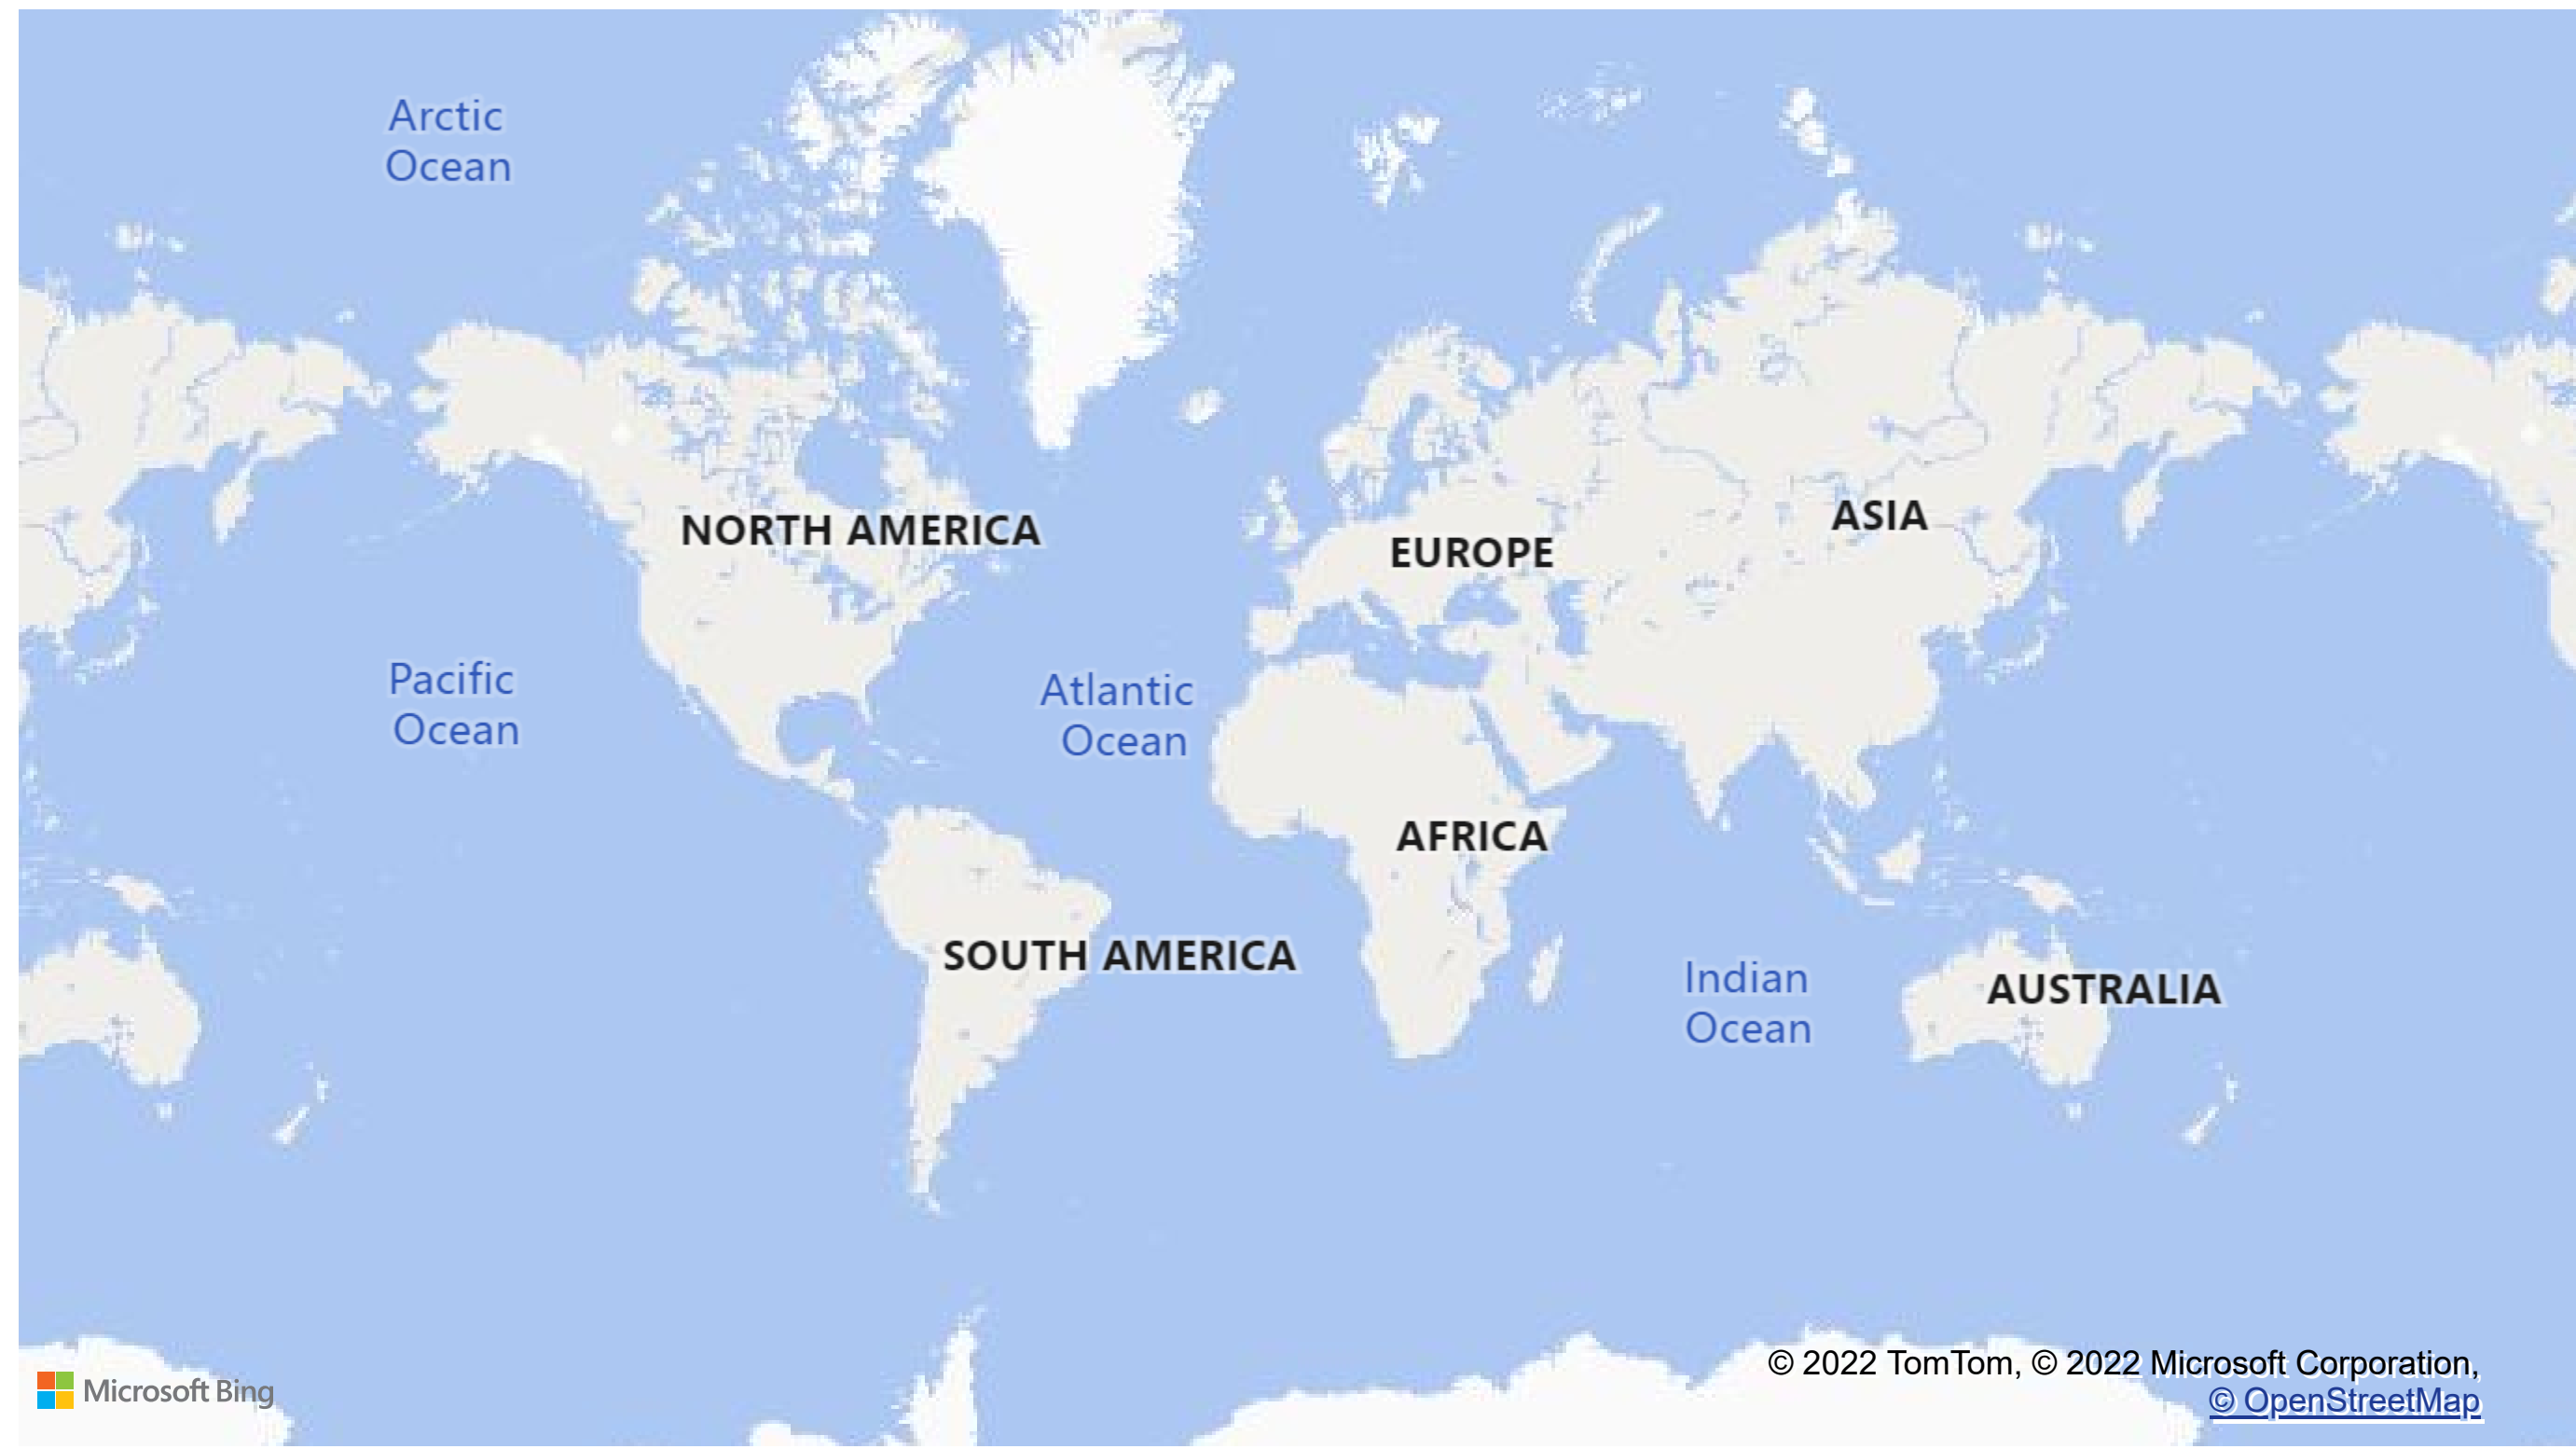 Arctic
Ocean
NORTH AMERICA
ASIA
EUROPE
Pacific
Ocean
Atlantic
Ocean
AFRICA
SOUTH AMERICA
Indian
Ocean
AUSTRALIA
© 2022 TomTom, © 2022 Microsoft Corporation,
© OpenStreetMap
Microsoft Bing